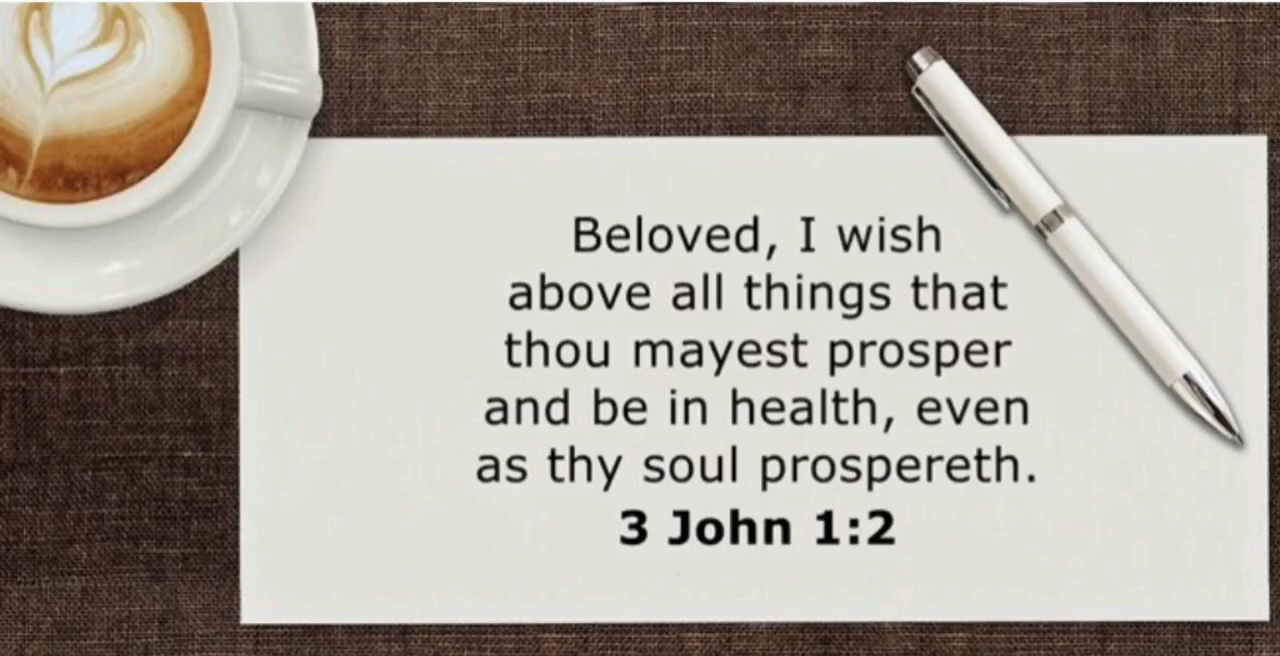 Beloved, I wish
above all things that
thou mayest prosper
and be in health, even
as thy soul prospereth.
3 John 1:2